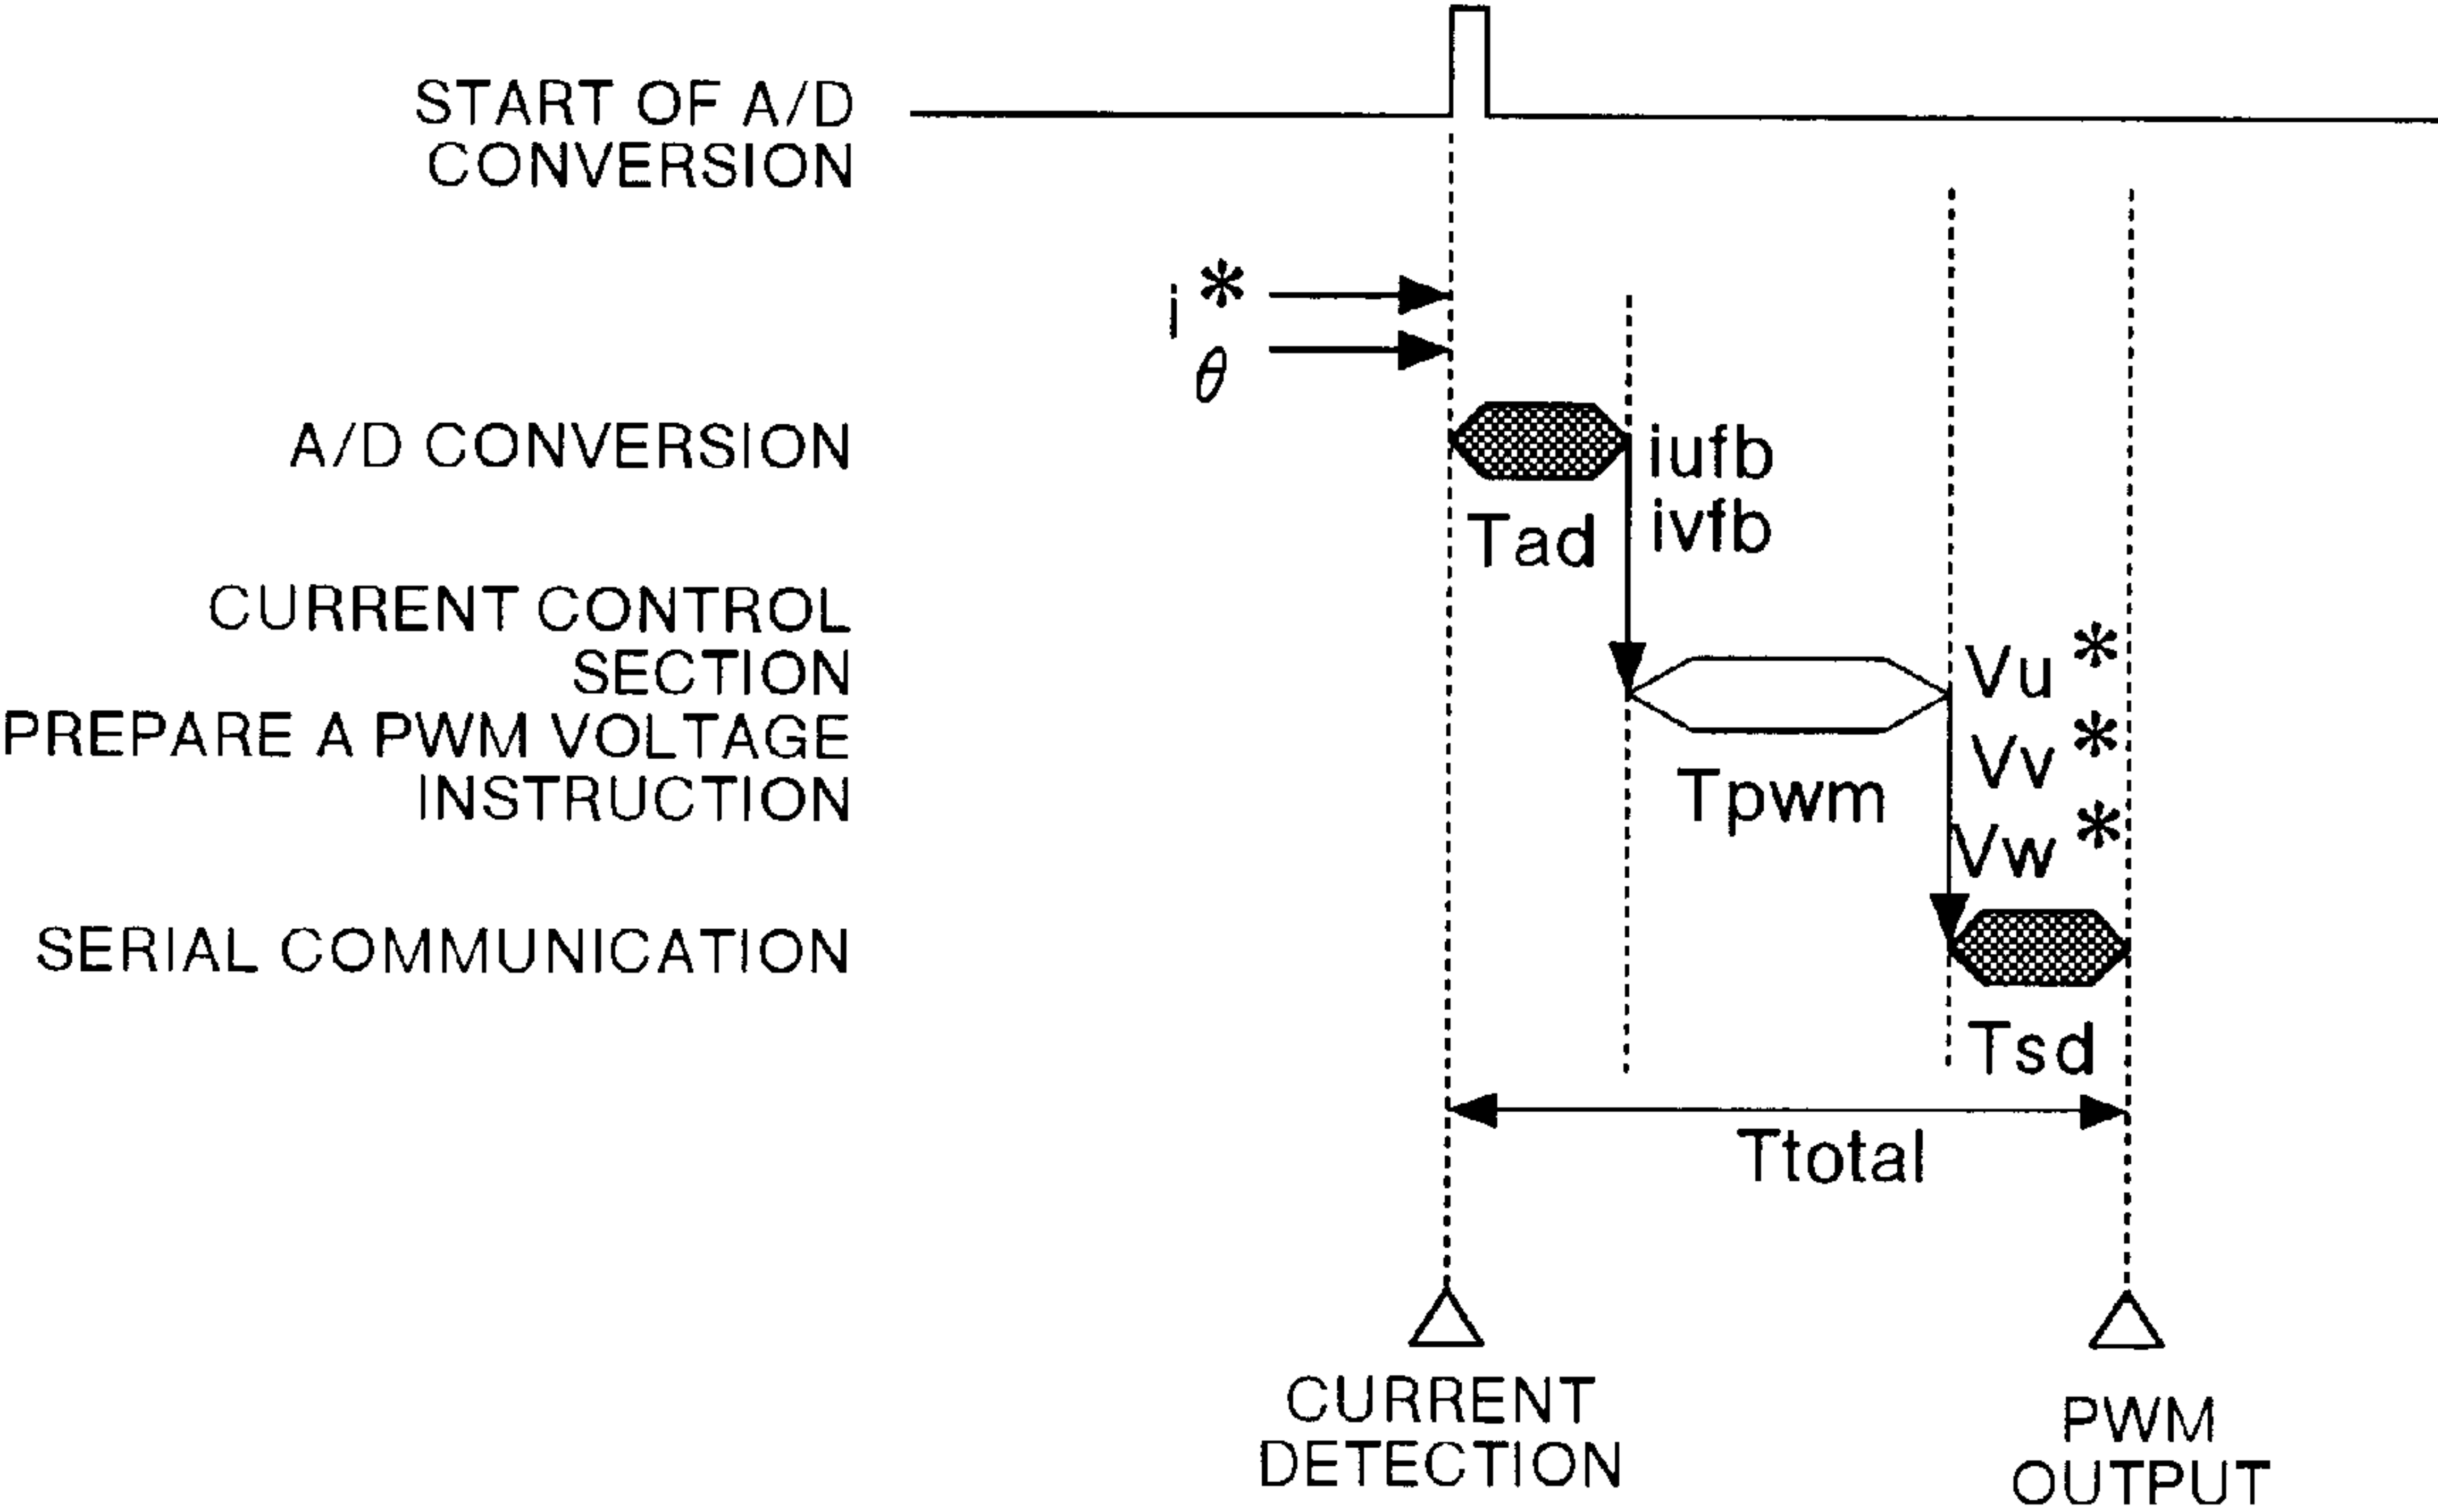 START OF A/D
CONVERSION
i *
θ
A/D CONVERSION
iufb
ivfb
Tad
CURRENT CONTROL
SECTION
PREPARE A PWM VOLTAGE
INSTRUCTION
Vu *
Vv *
Vw *
Tpwm
SERIAL COMMUNICATION
Tsd
Ttotal
CURRENT
DETECTION
PWM
OUTPUT